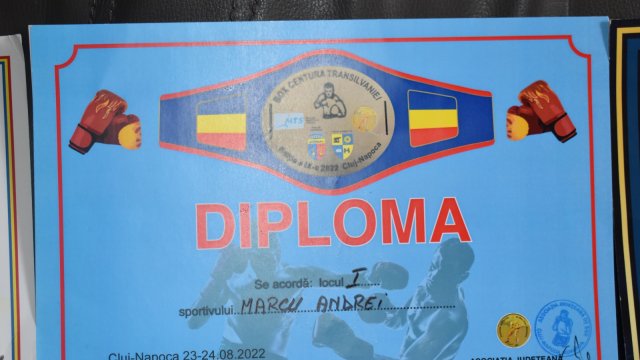 BOX CENTURA TRANSILVANIEI
2022 Cluj-Napoca
DIPLOMA
Se acordă: locul I
sportivului MARCU ANDREI
Cluj-Napoca 23-24.08.2022
ASOCIAȚIA JUDEȚEANĂ